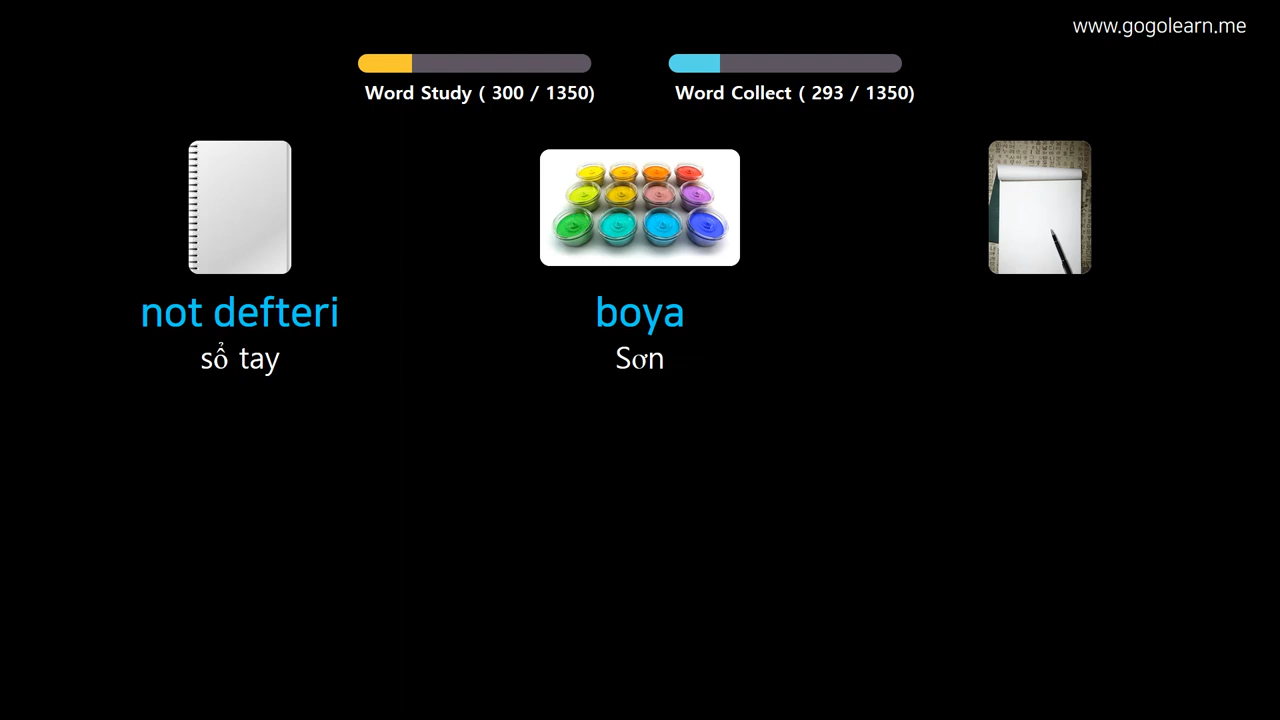 www.gogolearn.me
Word Study ( 300 / 1350)
Word Collect ( 293 / 1350)
not defteri
sổ tay
boya
Sơn